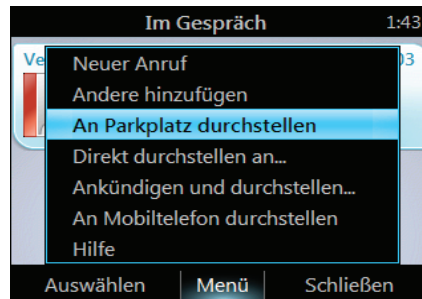 Im Gespräch 1:43
Ve 03
Neuer Anruf
Andere hinzufügen
An Parkplatz durchstellen
Direkt durchstellen an...
Ankündigen und durchstellen...
An Mobiltelefon durchstellen
Hilfe
Auswählen Menü Schließen